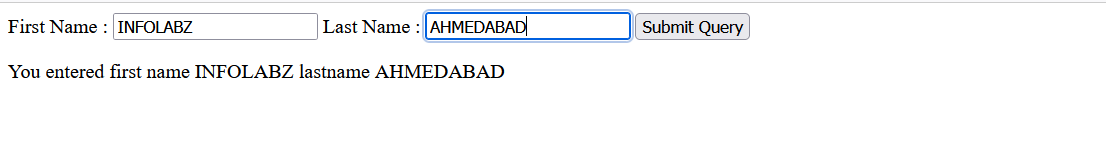 First Name : INFOLABZ Last Name : AHMEDABAD Submit Query
You entered first name INFOLABZ lastname AHMEDABAD